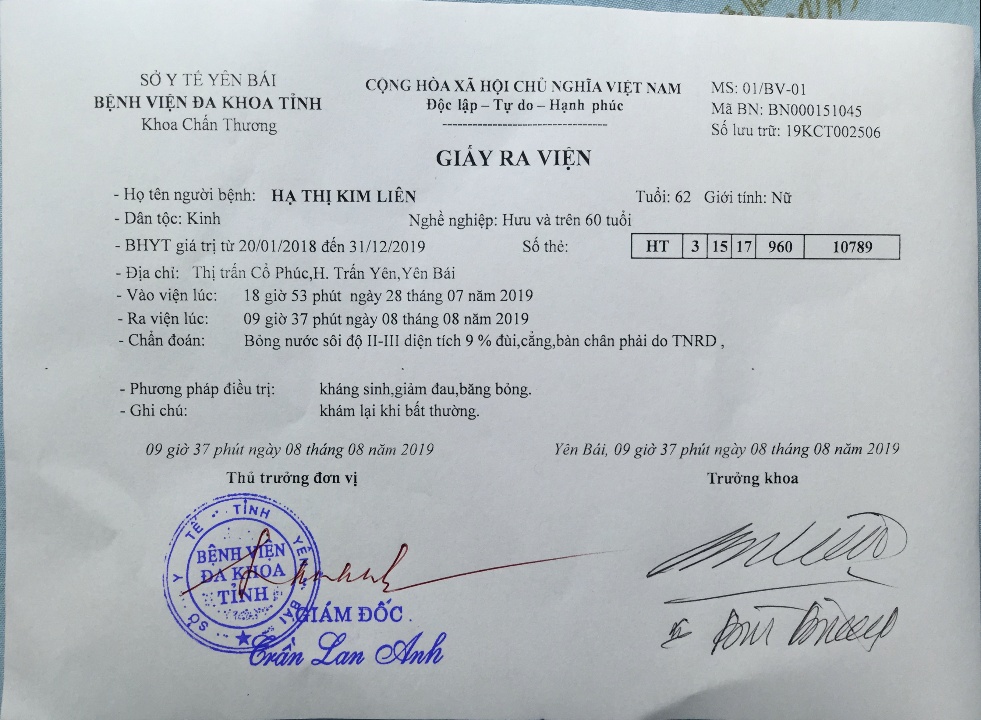 SỞ Y TẾ YÊN BÁI
BỆNH VIỆN ĐA KHOA TỈNH
Khoa Chấn Thương
CỘNG HÒA XÃ HỘI CHỦ NGHĨA VIỆT NAM
Độc lập – Tự do – Hạnh phúc
MS: 01/BV-01
Mã BN: BN000151045
Số lưu trữ: 19KCT002506
GIẤY RA VIỆN
- Họ tên người bệnh: HẠ THỊ KIM LIÊN Tuổi: 62 Giới tính: Nữ
- Dân tộc: Kinh Nghề nghiệp: Hưu và trên 60 tuổi
- BHYT giá trị từ 20/01/2018 đến 31/12/2019 Số thẻ: HT 3 15 17 960 10789
- Địa chỉ: Thị trấn Cổ Phúc,H. Trấn Yên,Yên Bái
- Vào viện lúc: 18 giờ 53 phút ngày 28 tháng 07 năm 2019
- Ra viện lúc: 09 giờ 37 phút ngày 08 tháng 08 năm 2019
- Chẩn đoán: Bỏng nước sôi độ II-III diện tích 9 % đùi,cẳng,bàn chân phải do TNRD ,
- Phương pháp điều trị: kháng sinh,giảm đau,băng bỏng.
- Ghi chú: khám lại khi bất thường.
09 giờ 37 phút ngày 08 tháng 08 năm 2019
Thủ trưởng đơn vị
Yên Bái, 09 giờ 37 phút ngày 08 tháng 08 năm 2019
Trưởng khoa
SỞ Y TẾ TỈNH YÊN BÁI
BỆNH VIỆN
ĐA KHOA
TỈNH
GIÁM ĐỐC
Trần Lan Anh